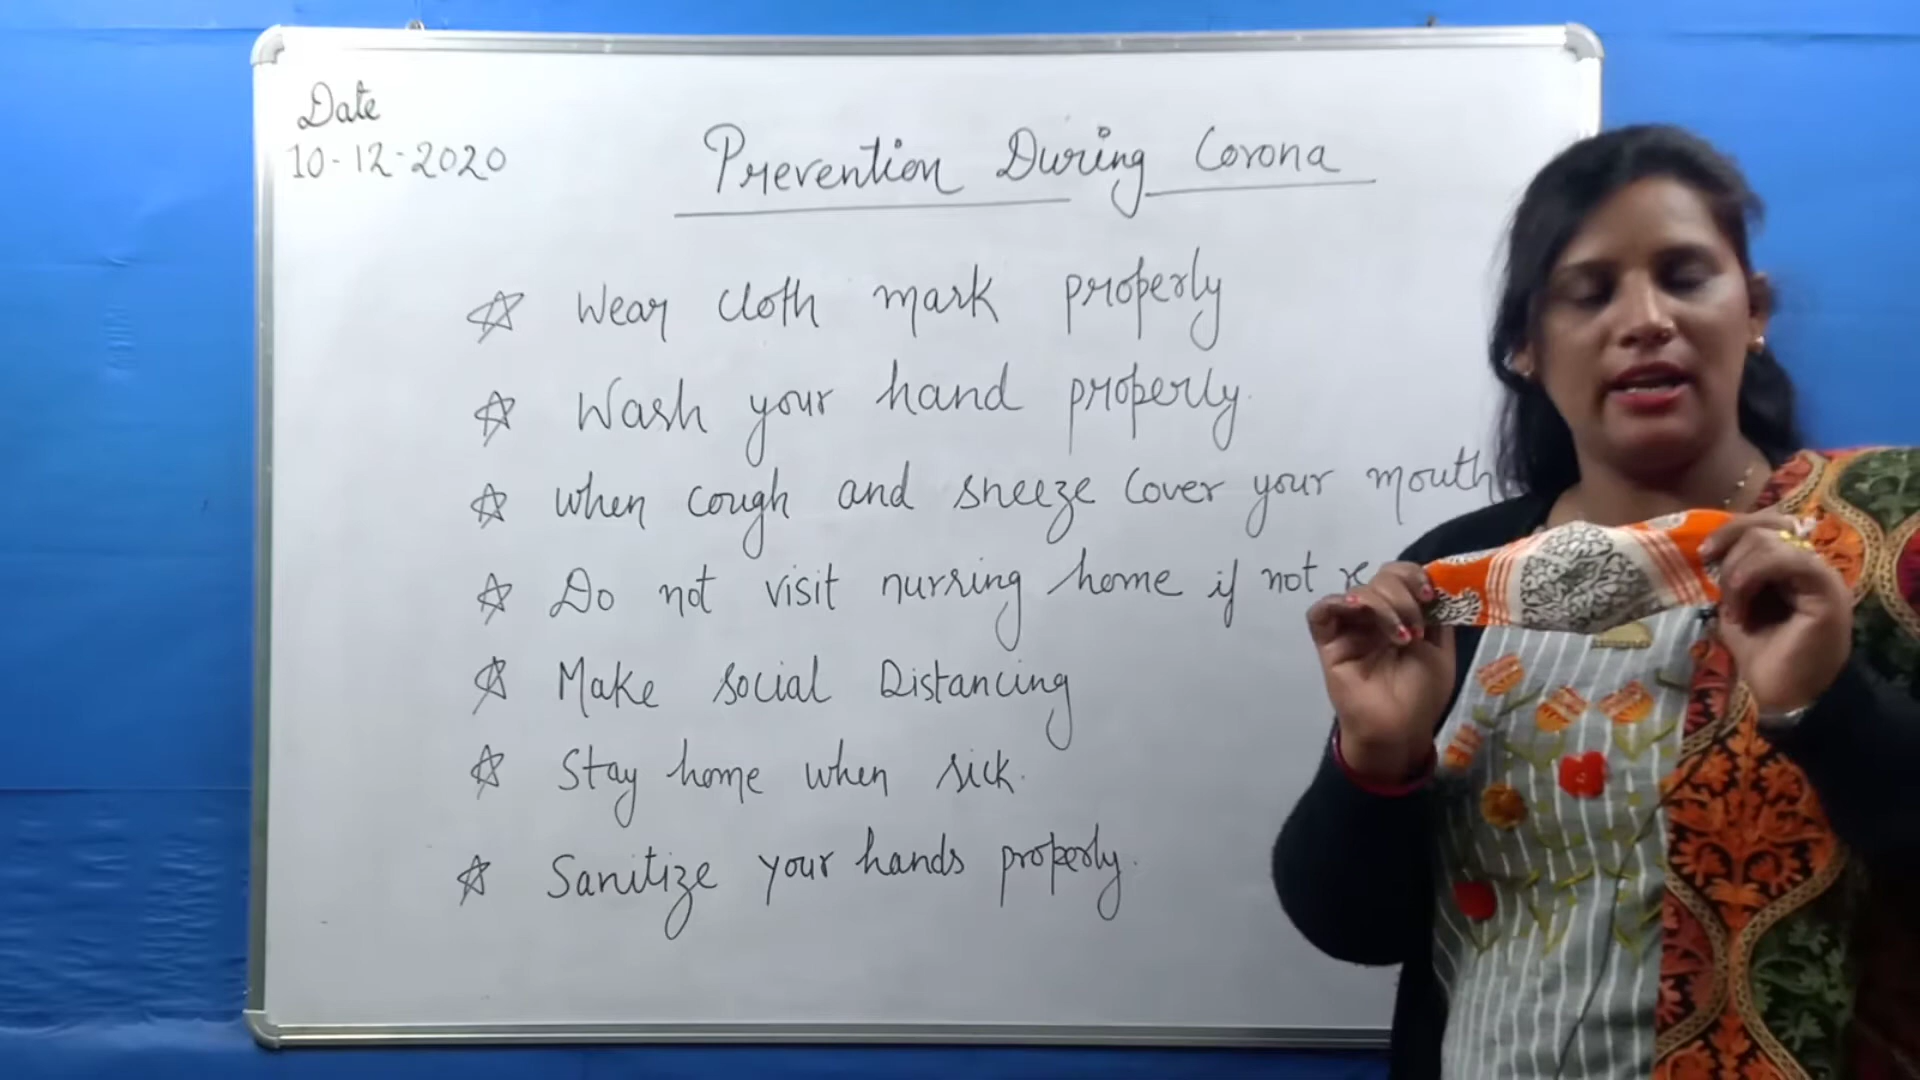 Date
10-12-2020
Prevention During Corona
☆ Wear cloth mark properly
☆ Wash your hand properly.
☆ when cough and sneeze cover your mouth
☆ Do not visit nursing home if not
☆ Make social Distancing
☆ Stay home when sick.
☆ Sanitize your hands properly.